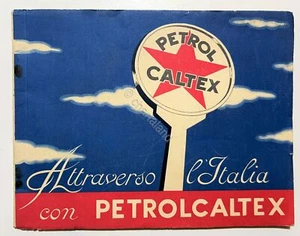 PETROL
CALTEX
Attraverso l'Italia
con PETROLCALTEX